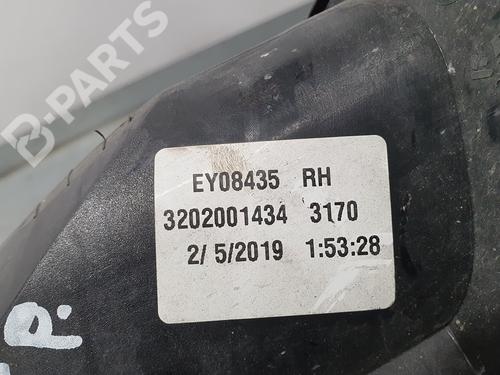 B-PARTS
EY08435 RH
3202001434 3170
2/ 5/2019 1:53:28
P.